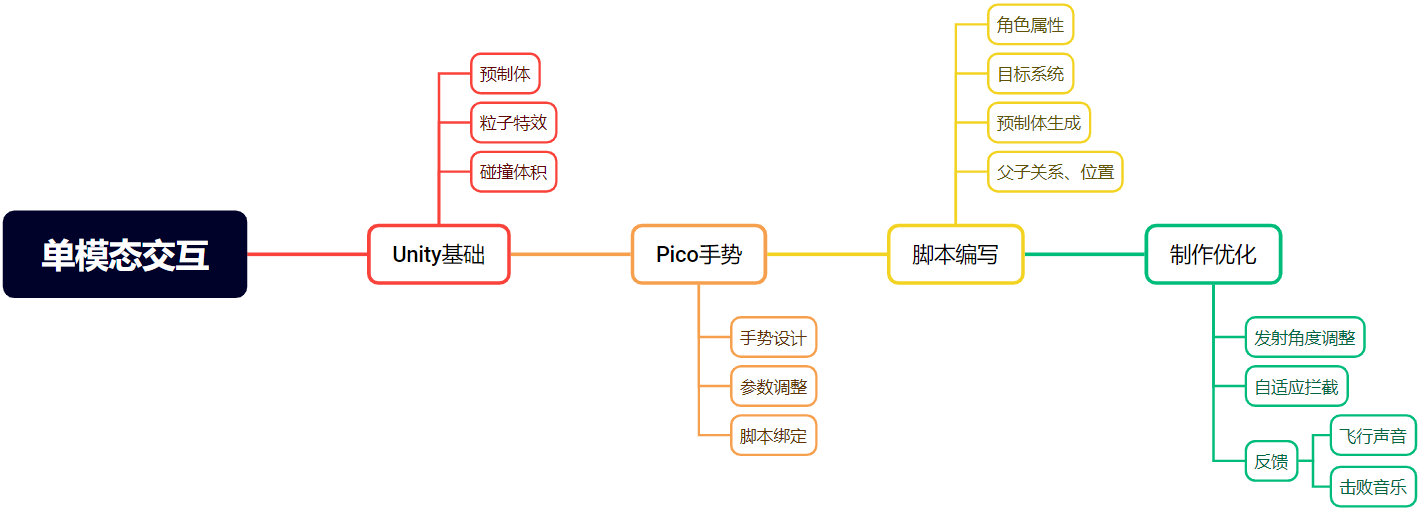 单模态交互
Unity基础
预制体
粒子特效
碰撞体积
Pico手势
手势设计
参数调整
脚本绑定
脚本编写
角色属性
目标系统
预制体生成
父子关系、位置
制作优化
发射角度调整
自适应拦截
反馈
飞行声音
击败音乐